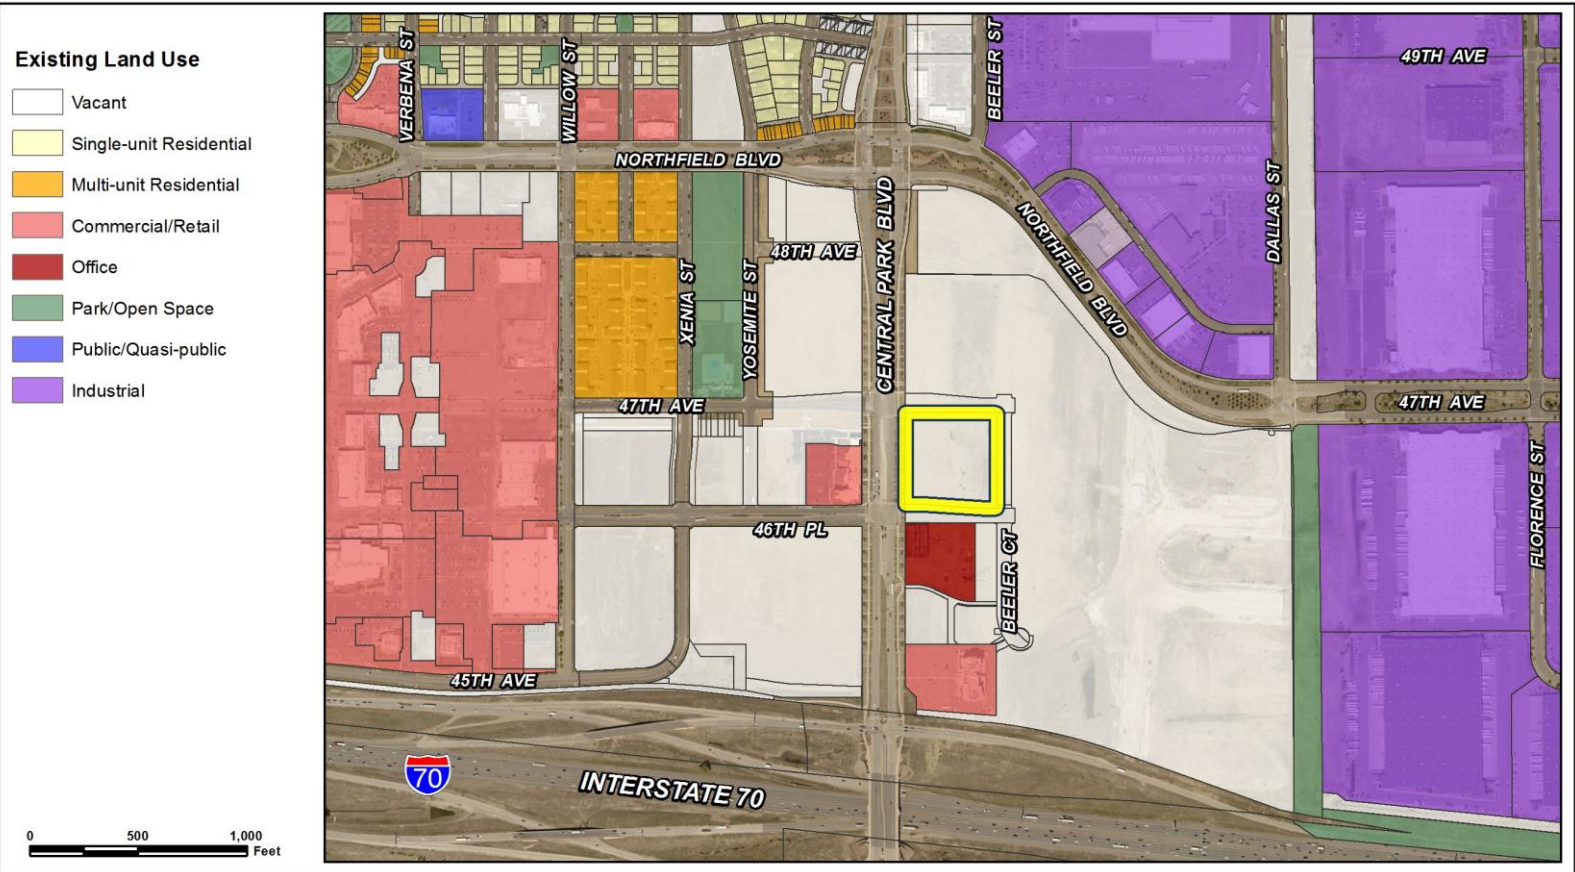 Existing Land Use
Vacant
Single-unit Residential
Multi-unit Residential
Commercial/Retail
Office
Park/Open Space
Public/Quasi-public
Industrial
0 500 1,000
Feet
VERBENA ST
WILLOW ST
BEELER ST
49TH AVE
NORTHFIELD BLVD
CENTRAL PARK BLVD
DALLAS ST
NORTHFIELD BLVD
48TH AVE
XENIA ST
YOSEMITE ST
47TH AVE
47TH AVE
FLORENCE ST
46TH PL
BEELER CT
45TH AVE
70
INTERSTATE 70